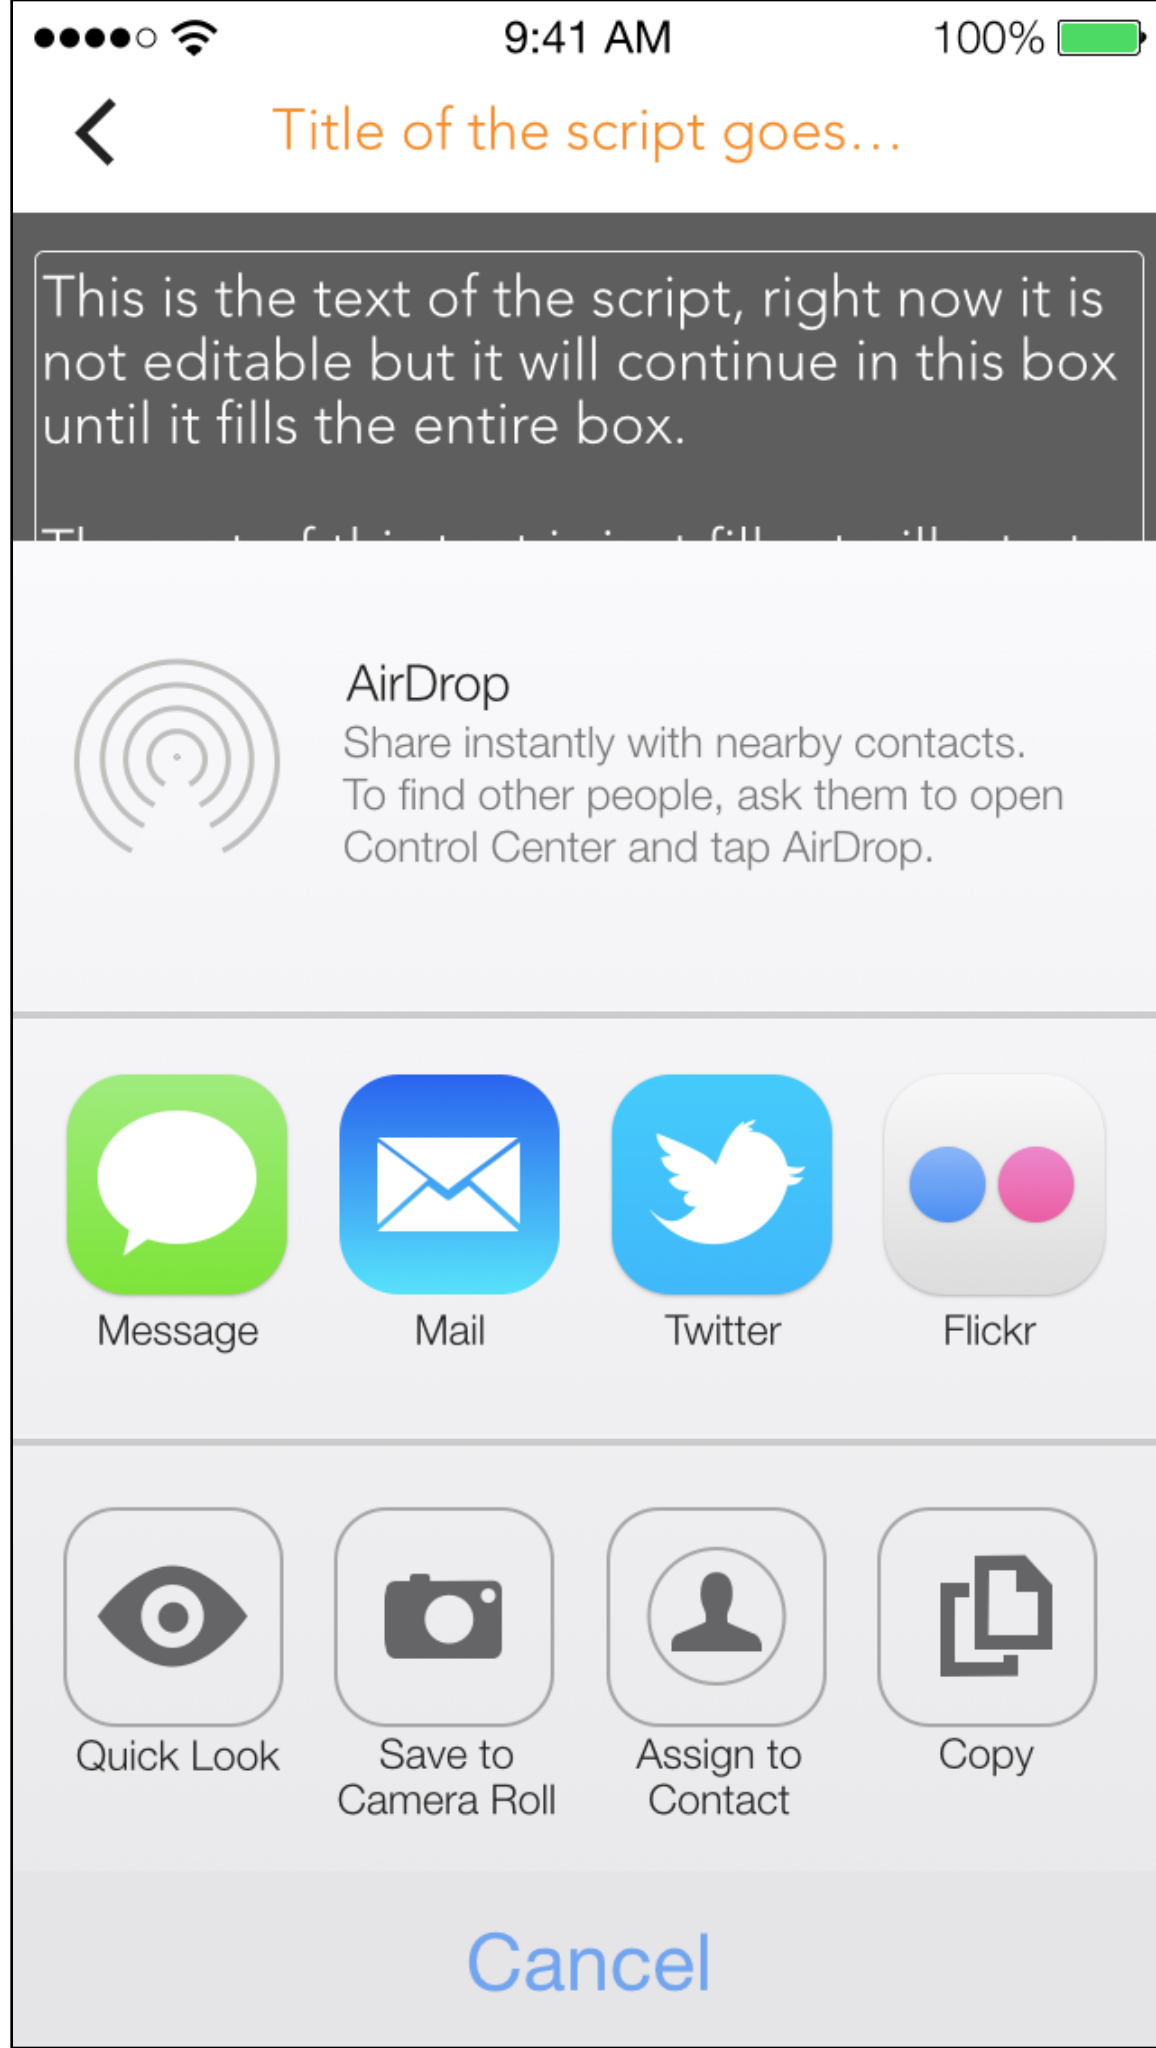 9:41 AM
100%
Title of the script goes...
This is the text of the script, right now it is
not editable but it will continue in this box
until it fills the entire box.
AirDrop
Share instantly with nearby contacts.
To find other people, ask them to open
Control Center and tap AirDrop.
Message
Mail
Twitter
Flickr
Quick Look
Save to
Camera Roll
Assign to
Contact
Copy
Cancel